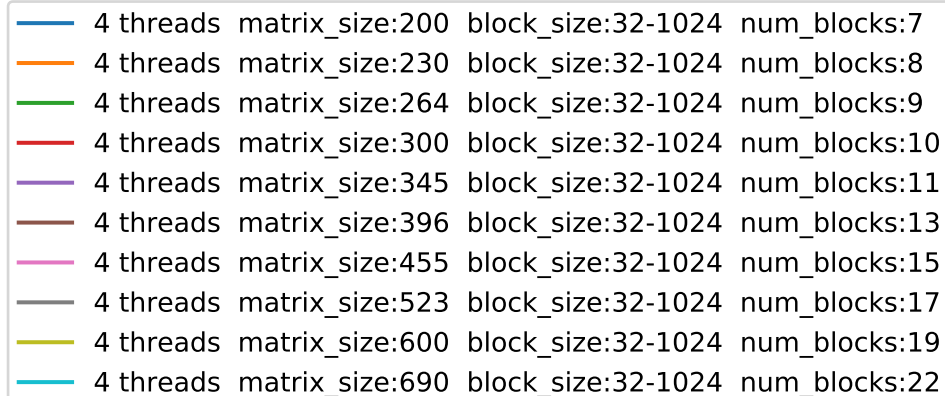 4 threads  matrix_size:200  block_size:32-1024  num_blocks:7
4 threads  matrix_size:230  block_size:32-1024  num_blocks:8
4 threads  matrix_size:264  block_size:32-1024  num_blocks:9
4 threads  matrix_size:300  block_size:32-1024  num_blocks:10
4 threads  matrix_size:345  block_size:32-1024  num_blocks:11
4 threads  matrix_size:396  block_size:32-1024  num_blocks:13
4 threads  matrix_size:455  block_size:32-1024  num_blocks:15
4 threads  matrix_size:523  block_size:32-1024  num_blocks:17
4 threads  matrix_size:600  block_size:32-1024  num_blocks:19
4 threads  matrix_size:690  block_size:32-1024  num_blocks:22